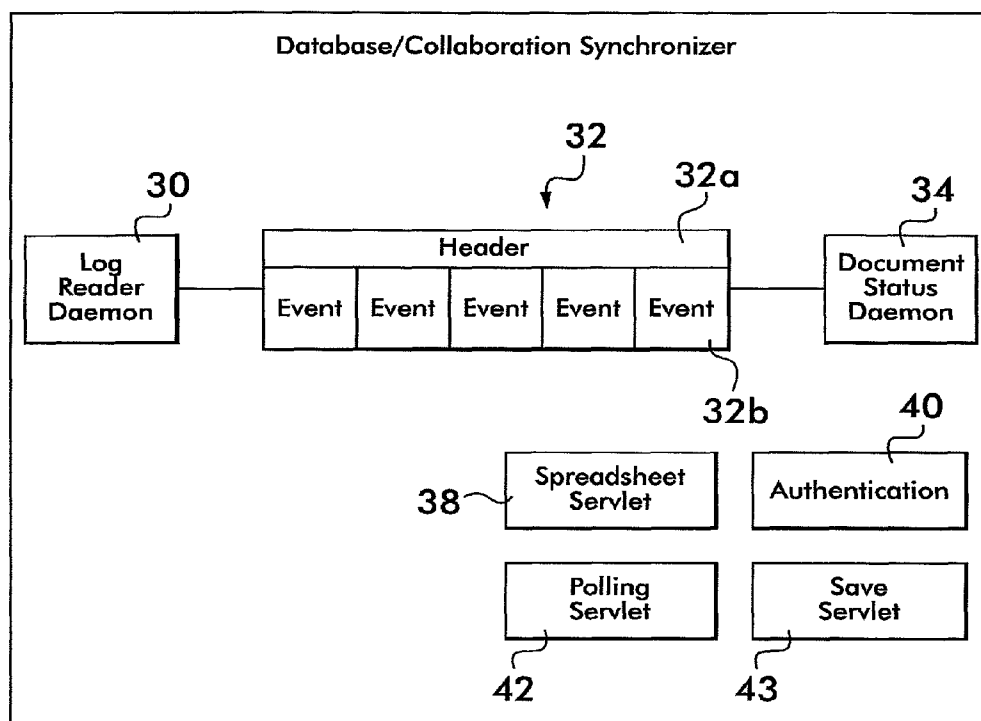 Database/Collaboration Synchronizer
32
30
32a
34
Header
Log
Reader
Daemon
Event Event Event Event Event
Document
Status
Daemon
32b
40
38
Spreadsheet
Servlet
Authentication
Polling
Servlet
Save
Servlet
42
43